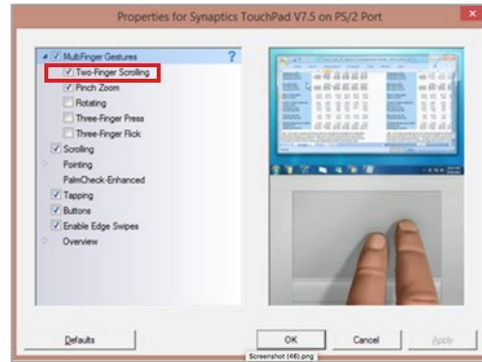 Properties for Synaptics TouchPad V7.5 on PS/2 Port
MultiFinger Gestures
?
Two-Finger Scrolling
Pinch Zoom
Rotating
Three-Finger Press
Three-Finger Flick
Scrolling
Pointing
PalmCheck-Enhanced
Tapping
Buttons
Enable Edge Swipes
Overview
Defaults
OK
Cancel
Apply
Screenshot (46).png